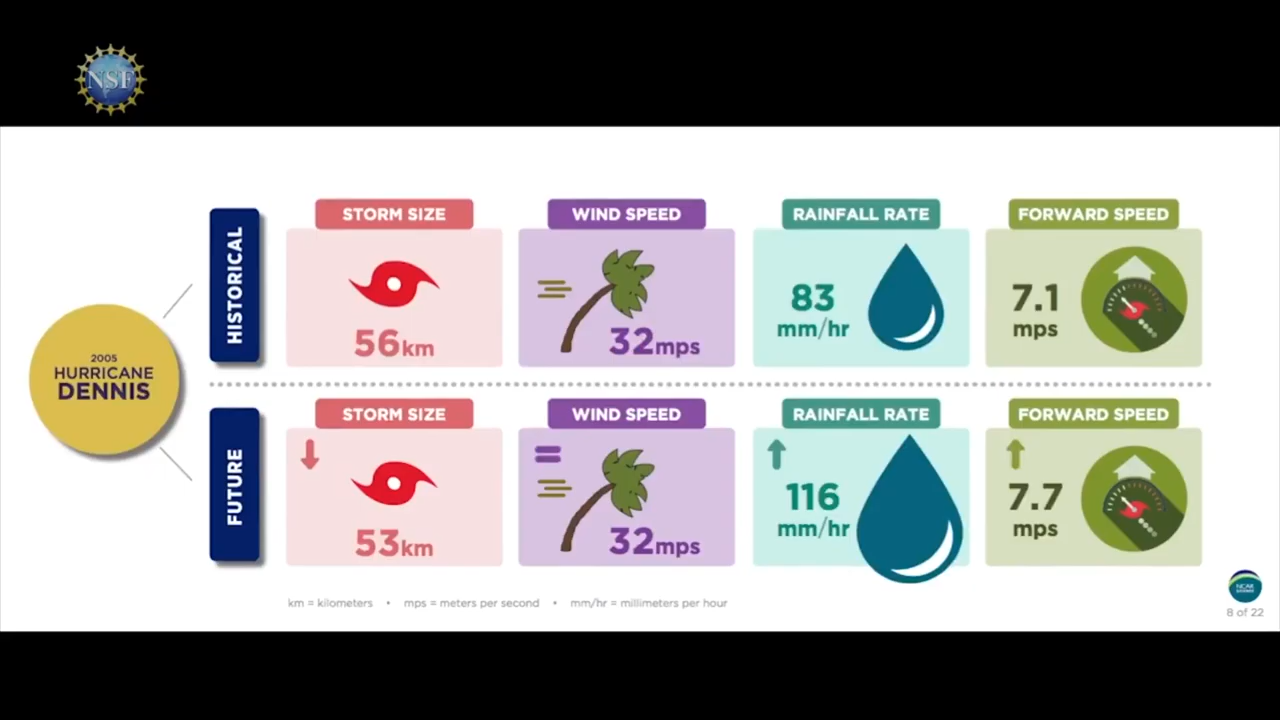 NSF
STORM SIZE
WIND SPEED
RAINFALL RATE
FORWARD SPEED
HISTORICAL
56km
32mps
83
mm/hr
7.1
mps
2005
HURRICANE
DENNIS
STORM SIZE
WIND SPEED
RAINFALL RATE
FORWARD SPEED
FUTURE
53km
=
32mps
116
mm/hr
7.7
mps
km = kilometers • mps = meters per second • mm/hr = millimeters per hour
NCAR
8 of 22